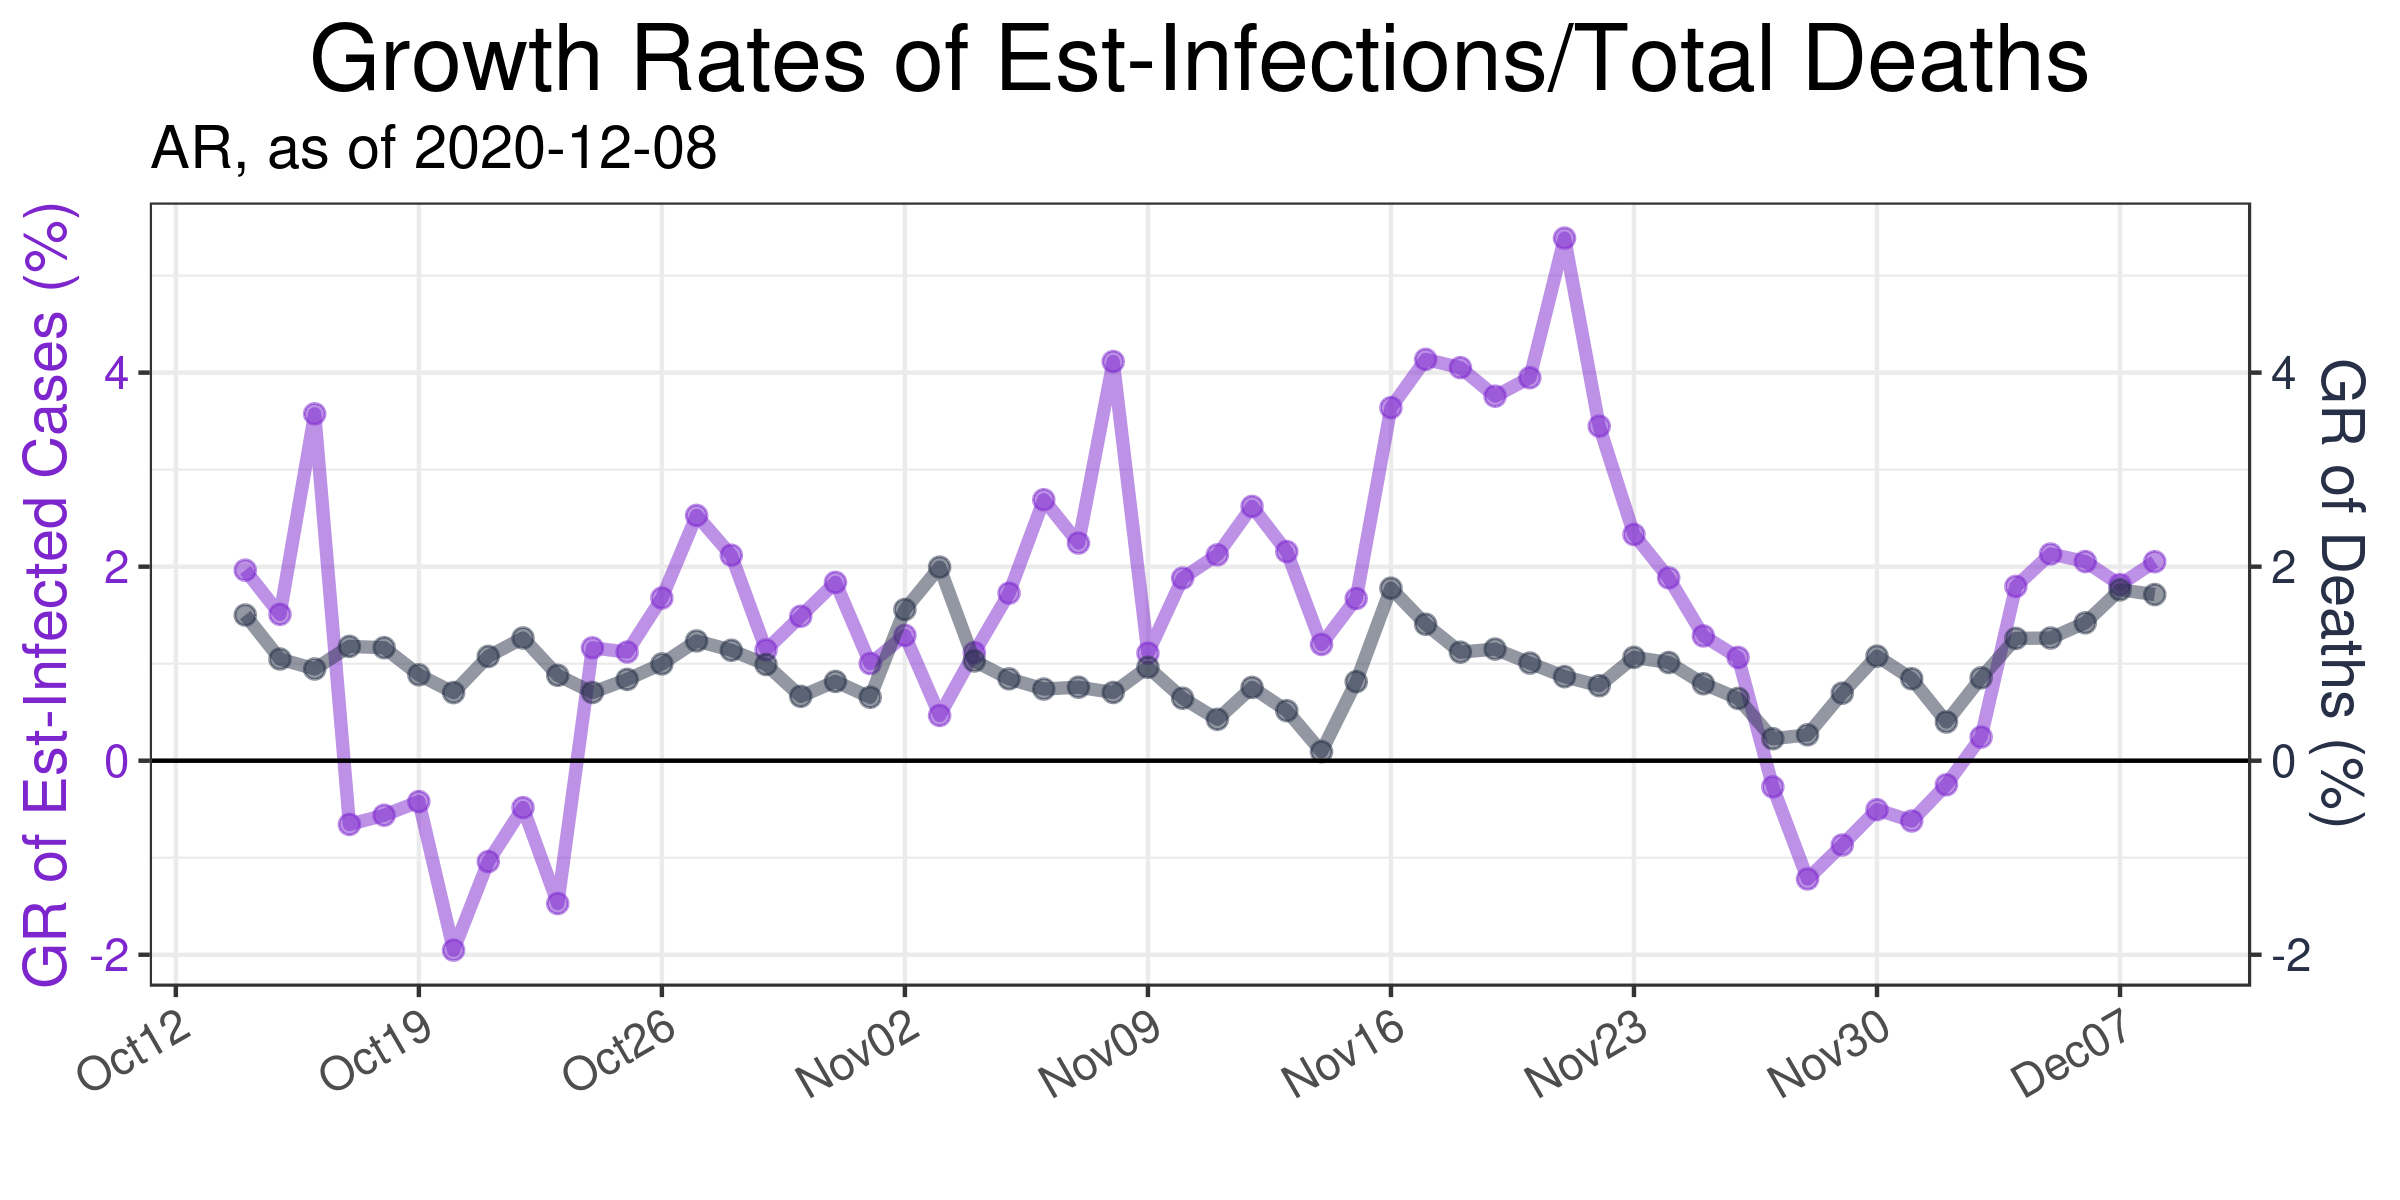 Growth Rates of Est-Infections/Total Deaths
AR, as of 2020-12-08
GR of Est-Infected Cases (%)
4
2
0
-2
4
2
0
-2
GR of Deaths (%)
Oct12
Oct19
Oct26
Nov02
Nov09
Nov16
Nov23
Nov30
Dec07